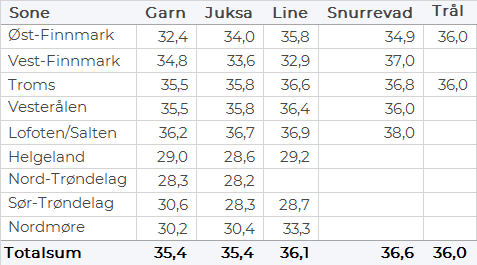 Sone Garn Juksa Line Snurrevad Trål
Øst-Finnmark 32,4 34,0 35,8 34,9 36,0
Vest-Finnmark 34,8 33,6 32,9 37,0
Troms 35,5 35,8 36,6 36,8 36,0
Vesterålen 35,5 35,8 36,4 36,0
Lofoten/Salten 36,2 36,7 36,9 38,0
Helgeland 29,0 28,6 29,2
Nord-Trøndelag 28,3 28,2
Sør-Trøndelag 30,6 28,3 28,7
Nordmøre 30,2 30,4 33,3
Totalsum 35,4 35,4 36,1 36,6 36,0